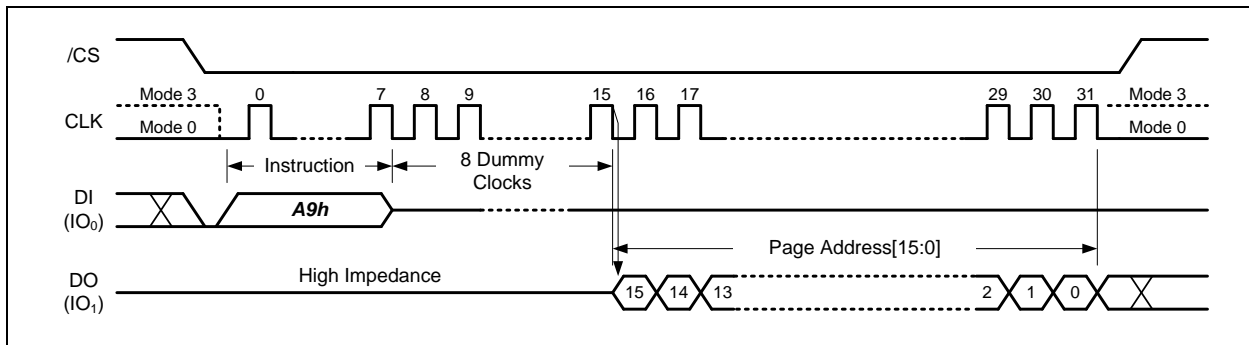 /CS
Mode 3 0 7 8 9 15 16 17 29 30 31 Mode 3
CLK
Mode 0 Mode 0
Instruction 8 Dummy
Clocks
DI
(IO0)
A9h
Page Address[15:0]
High Impedance
DO
(IO1)
15 14 13 2 1 0